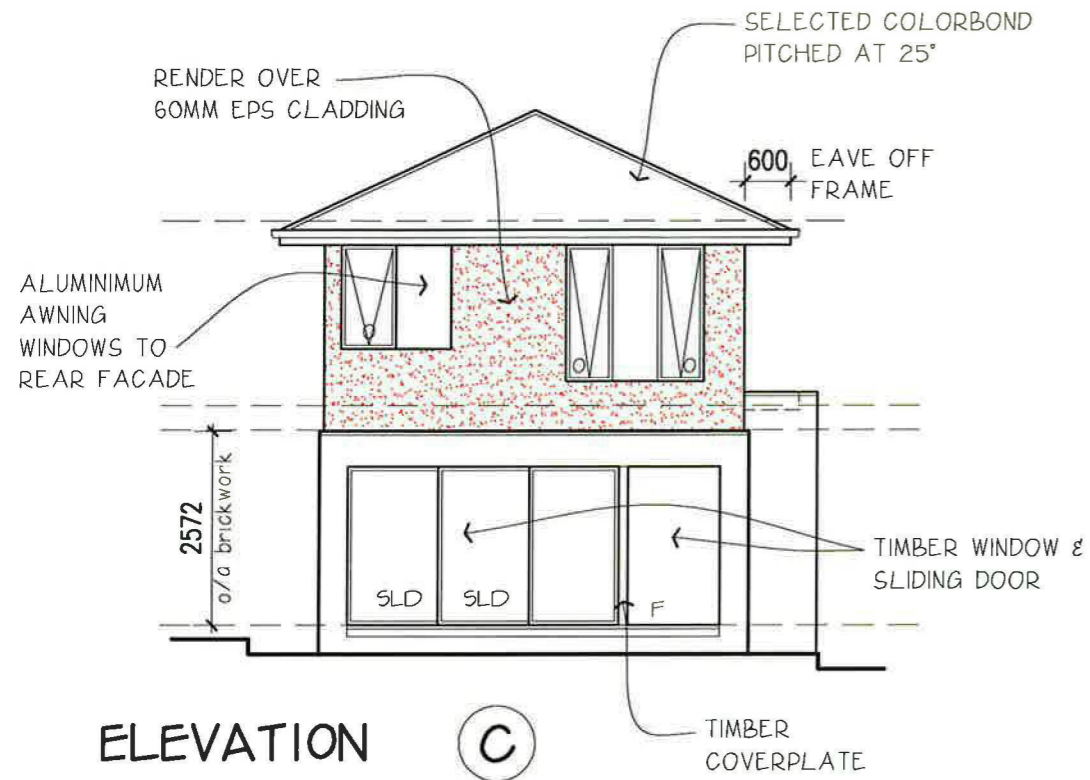 SELECTED COLORBOND
PITCHED AT 25°
RENDER OVER
60MM EPS CLADDING
600
EAVE OFF
FRAME
ALUMINIMUM
AWNING
WINDOWS TO
REAR FACADE
2572
o/a brickwork
SLD
SLD
F
TIMBER WINDOW &
SLIDING DOOR
TIMBER
COVERPLATE
ELEVATION
C